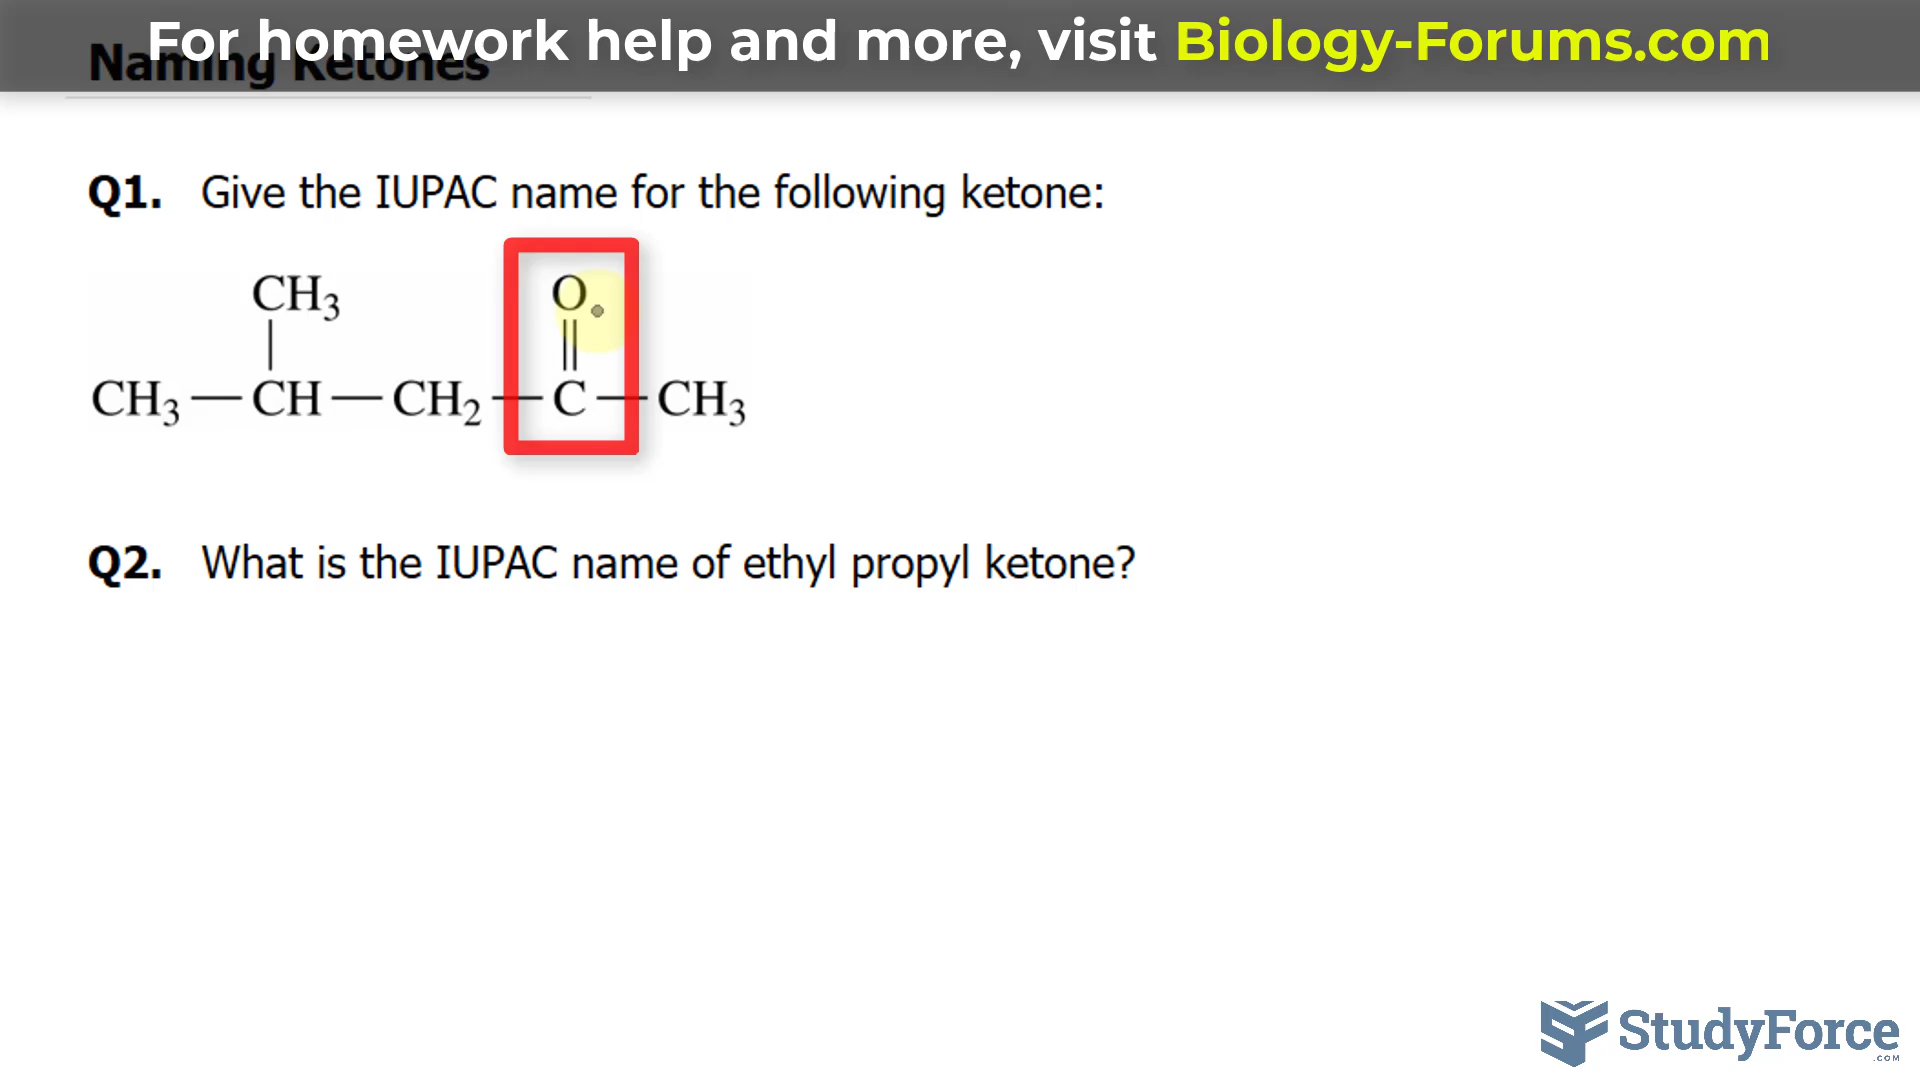 For homework help and more, visit Biology-Forums.com
Naming Ketones
Q1. Give the IUPAC name for the following ketone:
CH3 O
CH3—CH—CH2—C—CH3
Q2. What is the IUPAC name of ethyl propyl ketone?
StudyForce
.COM